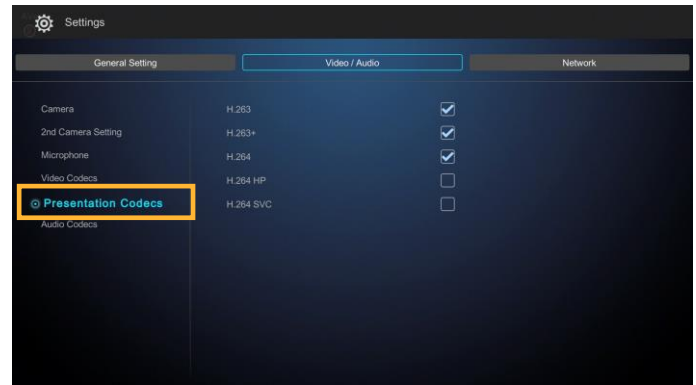 Settings
General Setting
Video / Audio
Network
Camera
2nd Camera Setting
Microphone
Video Codecs
Presentation Codecs
Audio Codecs
H.263
H.263+
H.264
H.264 HP
H.264 SVC